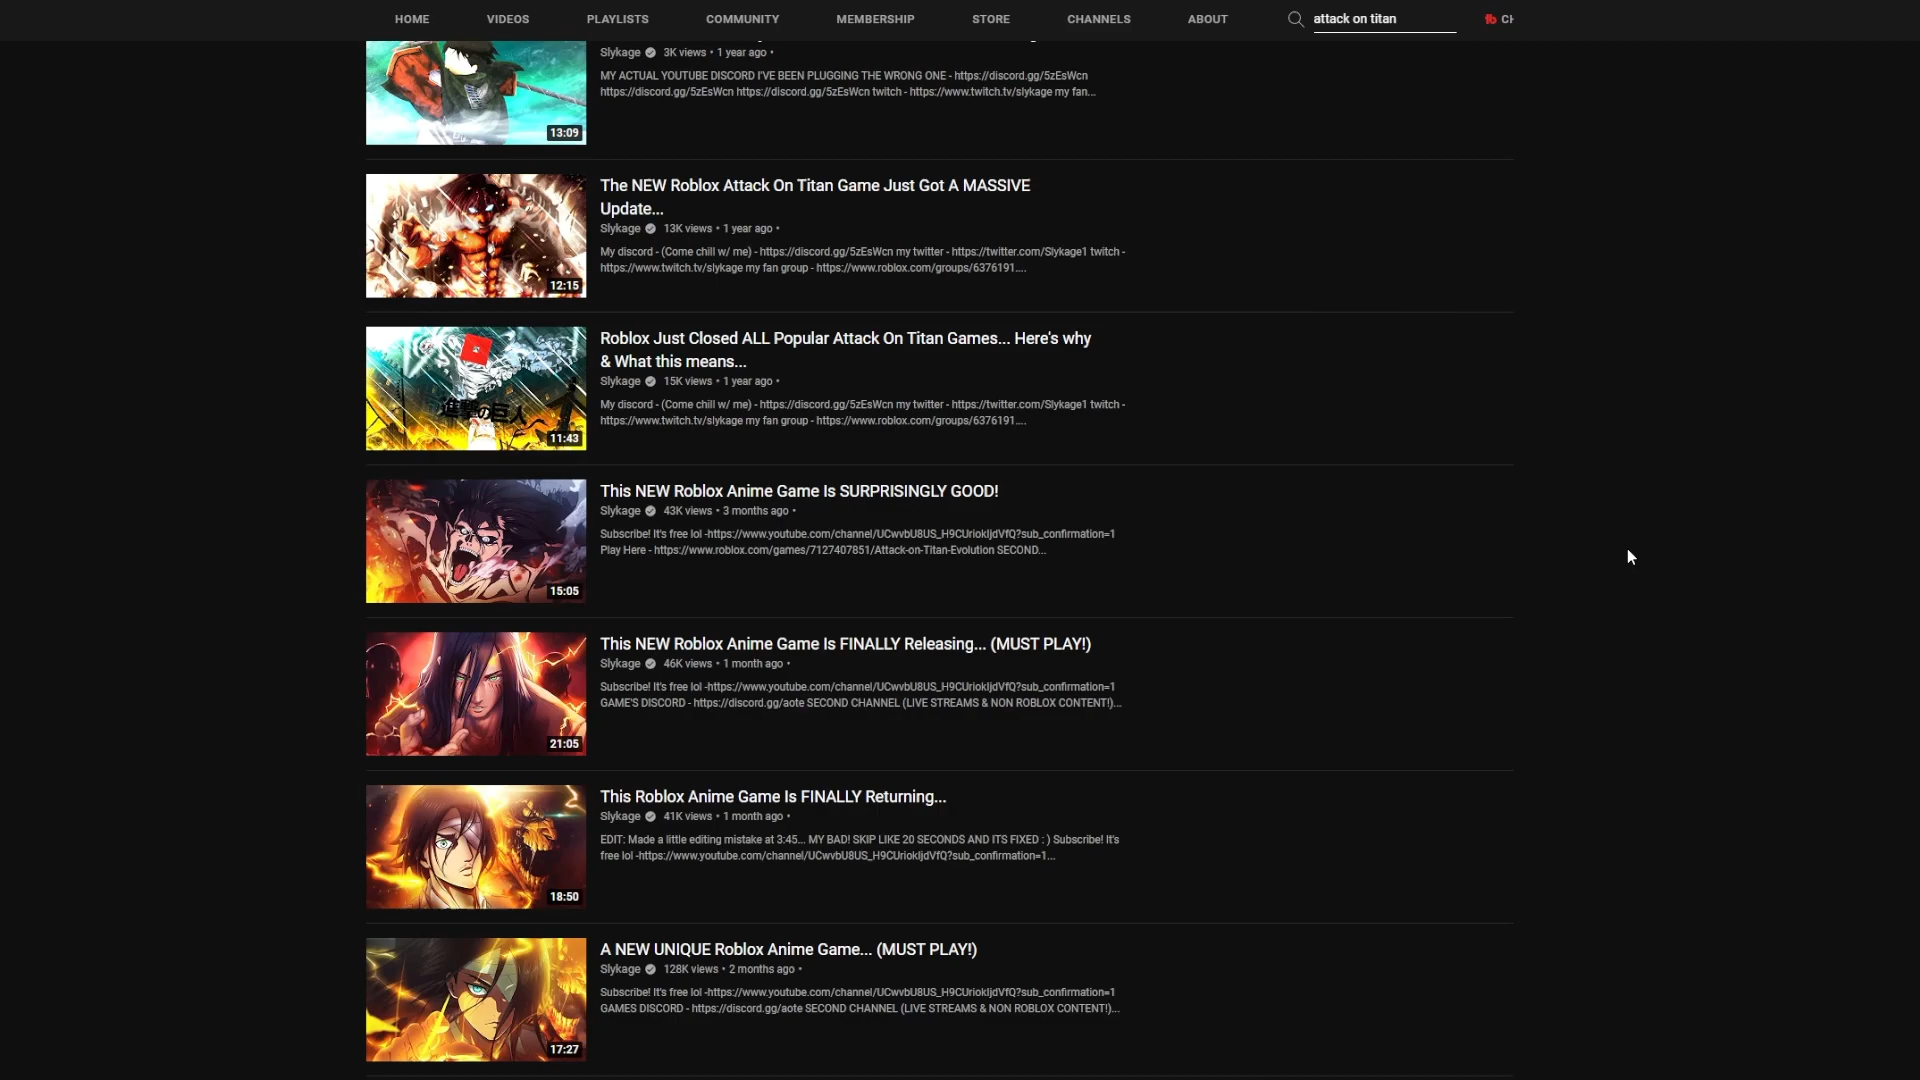 HOME VIDEOS PLAYLISTS COMMUNITY MEMBERSHIP STORE CHANNELS ABOUT attack on titan
Slykage 3K views • 1 year ago •
MY ACTUAL YOUTUBE DISCORD I'VE BEEN PLUGGING THE WRONG ONE - https://discord.gg/5zEsWcn
https://discord.gg/5zEsWcn https://discord.gg/5zEsWcn twitch - https://www.twitch.tv/slykage my fan...
13:09
The NEW Roblox Attack On Titan Game Just Got A MASSIVE
Update...
Slykage 13K views • 1 year ago •
My discord - (Come chill w/ me) - https://discord.gg/5zEsWcn my twitter - https://twitter.com/Slykage1 twitch -
https://www.twitch.tv/slykage my fan group - https://www.roblox.com/groups/6376191....
12:15
Roblox Just Closed ALL Popular Attack On Titan Games... Here's why
& What this means...
Slykage 15K views • 1 year ago •
My discord - (Come chill w/ me) - https://discord.gg/5zEsWcn my twitter - https://twitter.com/Slykage1 twitch -
https://www.twitch.tv/slykage my fan group - https://www.roblox.com/groups/6376191....
進撃の巨人
11:43
This NEW Roblox Anime Game Is SURPRISINGLY GOOD!
Slykage 43K views • 3 months ago •
Subscribe! It's free lol -https://www.youtube.com/channel/UCwvbU8US_H9CUriokIjdVfQ?sub_confirmation=1
Play Here - https://www.roblox.com/games/7127407851/Attack-on-Titan-Evolution SECOND...
15:05
This NEW Roblox Anime Game Is FINALLY Releasing... (MUST PLAY!)
Slykage 46K views • 1 month ago •
Subscribe! It's free lol -https://www.youtube.com/channel/UCwvbU8US_H9CUriokIjdVfQ?sub_confirmation=1
GAME'S DISCORD - https://discord.gg/aote SECOND CHANNEL (LIVE STREAMS & NON ROBLOX CONTENT!)...
21:05
This Roblox Anime Game Is FINALLY Returning...
Slykage 41K views • 1 month ago •
EDIT: Made a little editing mistake at 3:45... MY BAD! SKIP LIKE 20 SECONDS AND ITS FIXED : ) Subscribe! It's
free lol -https://www.youtube.com/channel/UCwvbU8US_H9CUriokIjdVfQ?sub_confirmation=1...
18:50
A NEW UNIQUE Roblox Anime Game... (MUST PLAY!)
Slykage 128K views • 2 months ago •
Subscribe! It's free lol -https://www.youtube.com/channel/UCwvbU8US_H9CUriokIjdVfQ?sub_confirmation=1
GAMES DISCORD - https://discord.gg/aote SECOND CHANNEL (LIVE STREAMS & NON ROBLOX CONTENT!)...
17:27